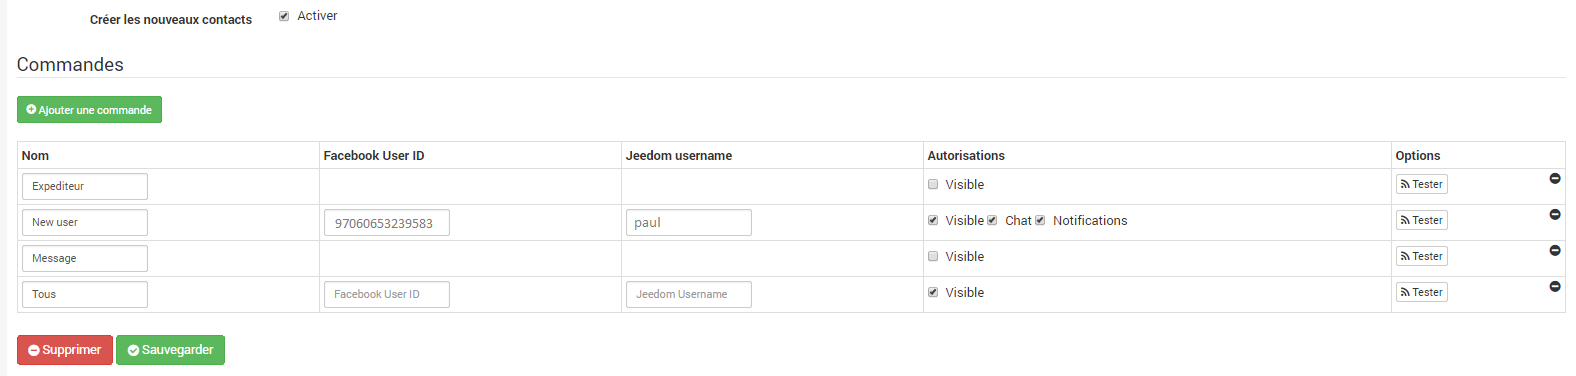 Créer les nouveaux contacts Activer
Commandes
Ajouter une commande
Nom Facebook User ID Jeedom username Autorisations Options
Expediteur Visible Tester
New user 97060653239583 paul Visible Chat Notifications Tester
Message Visible Tester
Tous Facebook User ID Jeedom Username Visible Tester
Supprimer Sauvegarder